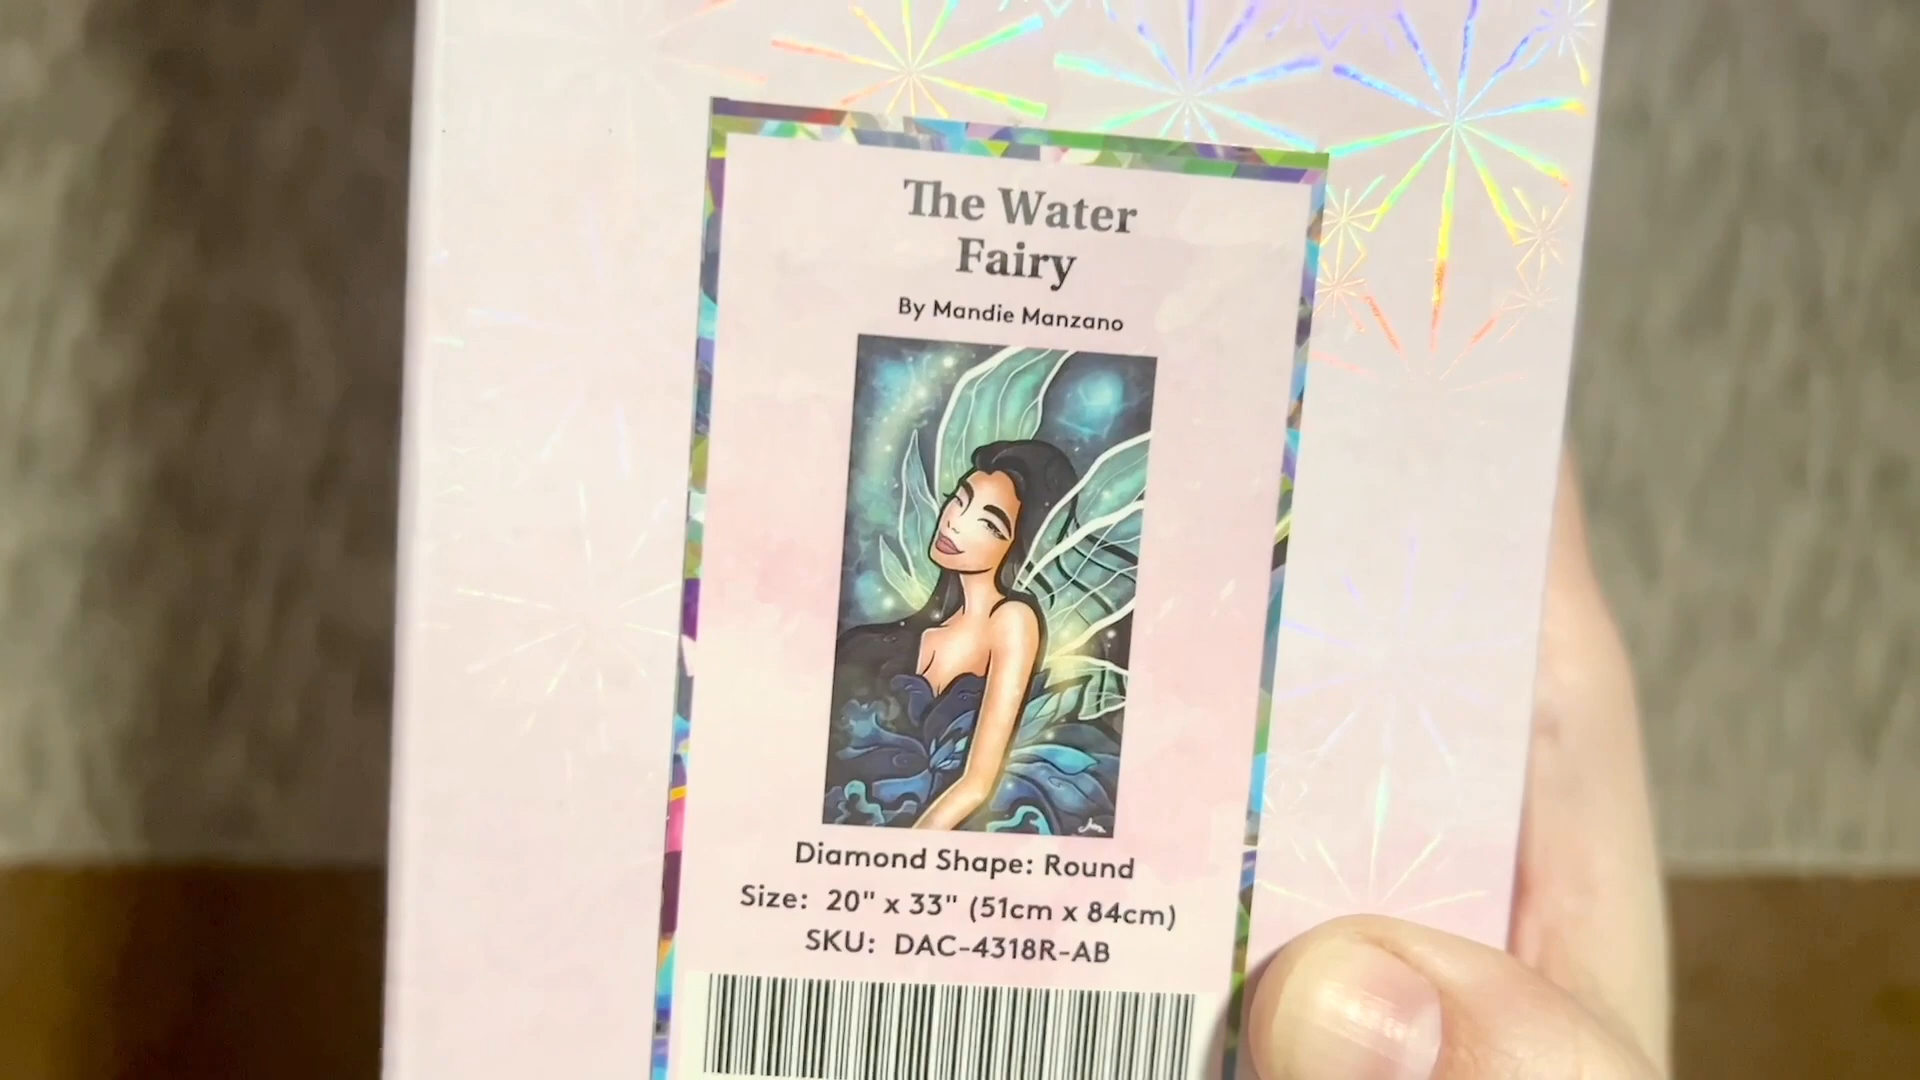 The Water
Fairy
By Mandie Manzano
Diamond Shape: Round
Size: 20" x 33" (51cm x 84cm)
SKU: DAC-4318R-AB